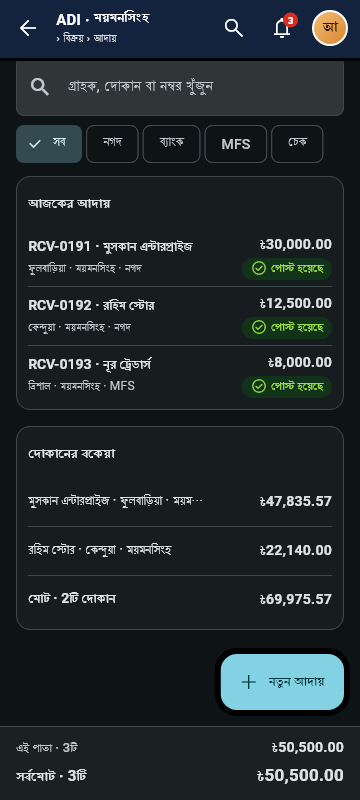 ADI · ময়মনসিংহ
› বিক্রয় › আদায়
3
আ
গ্রাহক, দোকান বা নম্বর খুঁজুন
সব
নগদ
ব্যাংক
MFS
চেক
আজকের আদায়
RCV-0191 · মুসকান এন্টারপ্রাইজ
৳30,000.00
ফুলবাড়িয়া · ময়মনসিংহ · নগদ
পোস্ট হয়েছে
RCV-0192 · রহিম স্টোর
৳12,500.00
কেন্দুয়া · ময়মনসিংহ · নগদ
পোস্ট হয়েছে
RCV-0193 · নূর ট্রেডার্স
৳8,000.00
ত্রিশাল · ময়মনসিংহ · MFS
পোস্ট হয়েছে
দোকানের বকেয়া
মুসকান এন্টারপ্রাইজ · ফুলবাড়িয়া · ময়ম...
৳47,835.57
রহিম স্টোর · কেন্দুয়া · ময়মনসিংহ
৳22,140.00
মোট · 2টি দোকান
৳69,975.57
নতুন আদায়
এই পাতা · 3টি
৳50,500.00
সর্বমোট · 3টি
৳50,500.00